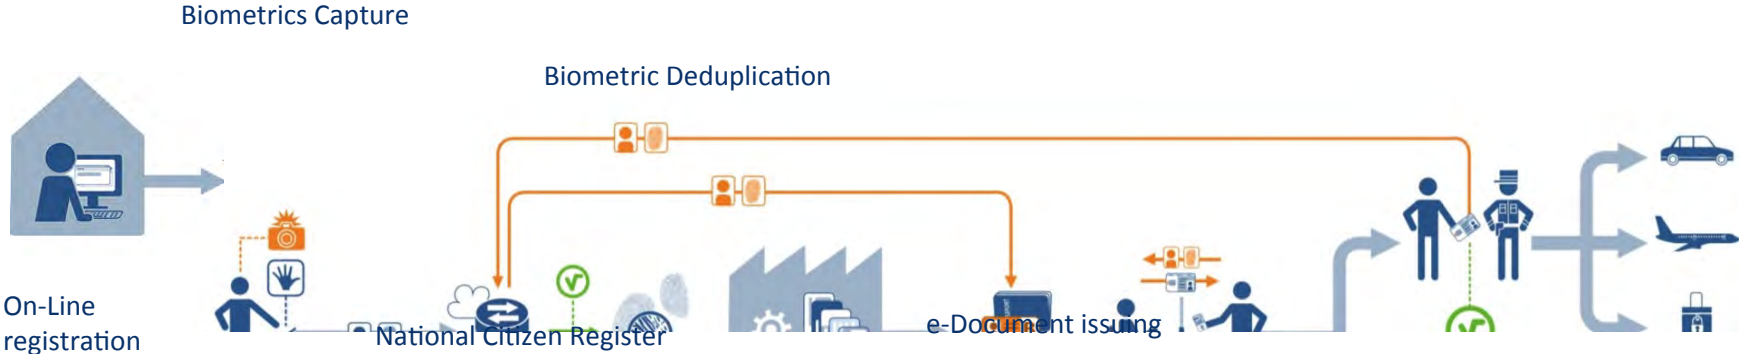 Biometrics Capture
Biometric Deduplication
On-Line
registration
National Citizen Register
e-Document issuing